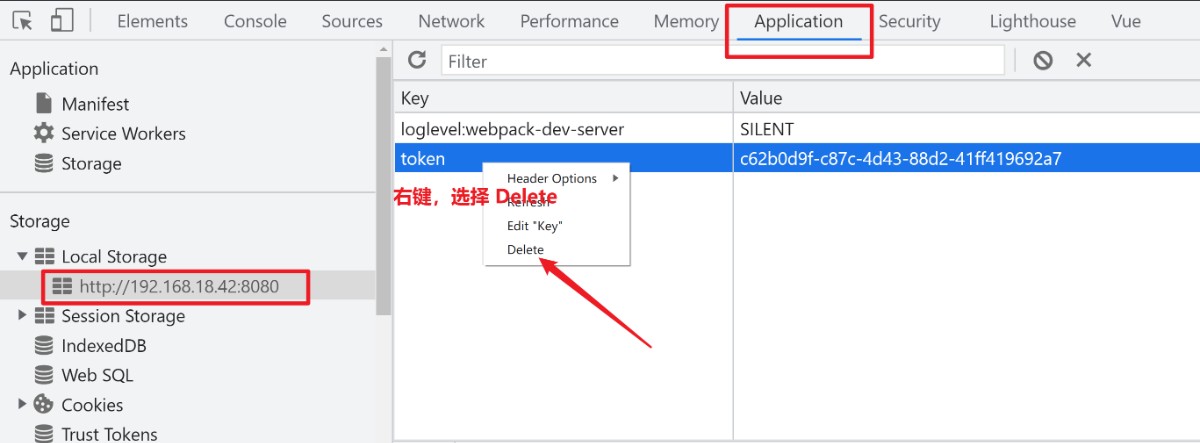 Elements Console Sources Network Performance Memory Application Security Lighthouse Vue
Application
Manifest
Service Workers
Storage
Storage
Local Storage
http://192.168.18.42:8080
Session Storage
IndexedDB
Web SQL
Cookies
Trust Tokens
Filter
Key Value
loglevel:webpack-dev-server SILENT
token c62b0d9f-c87c-4d43-88d2-41ff419692a7
Header Options
右键，选择 Delete
Refresh
Edit "Key"
Delete